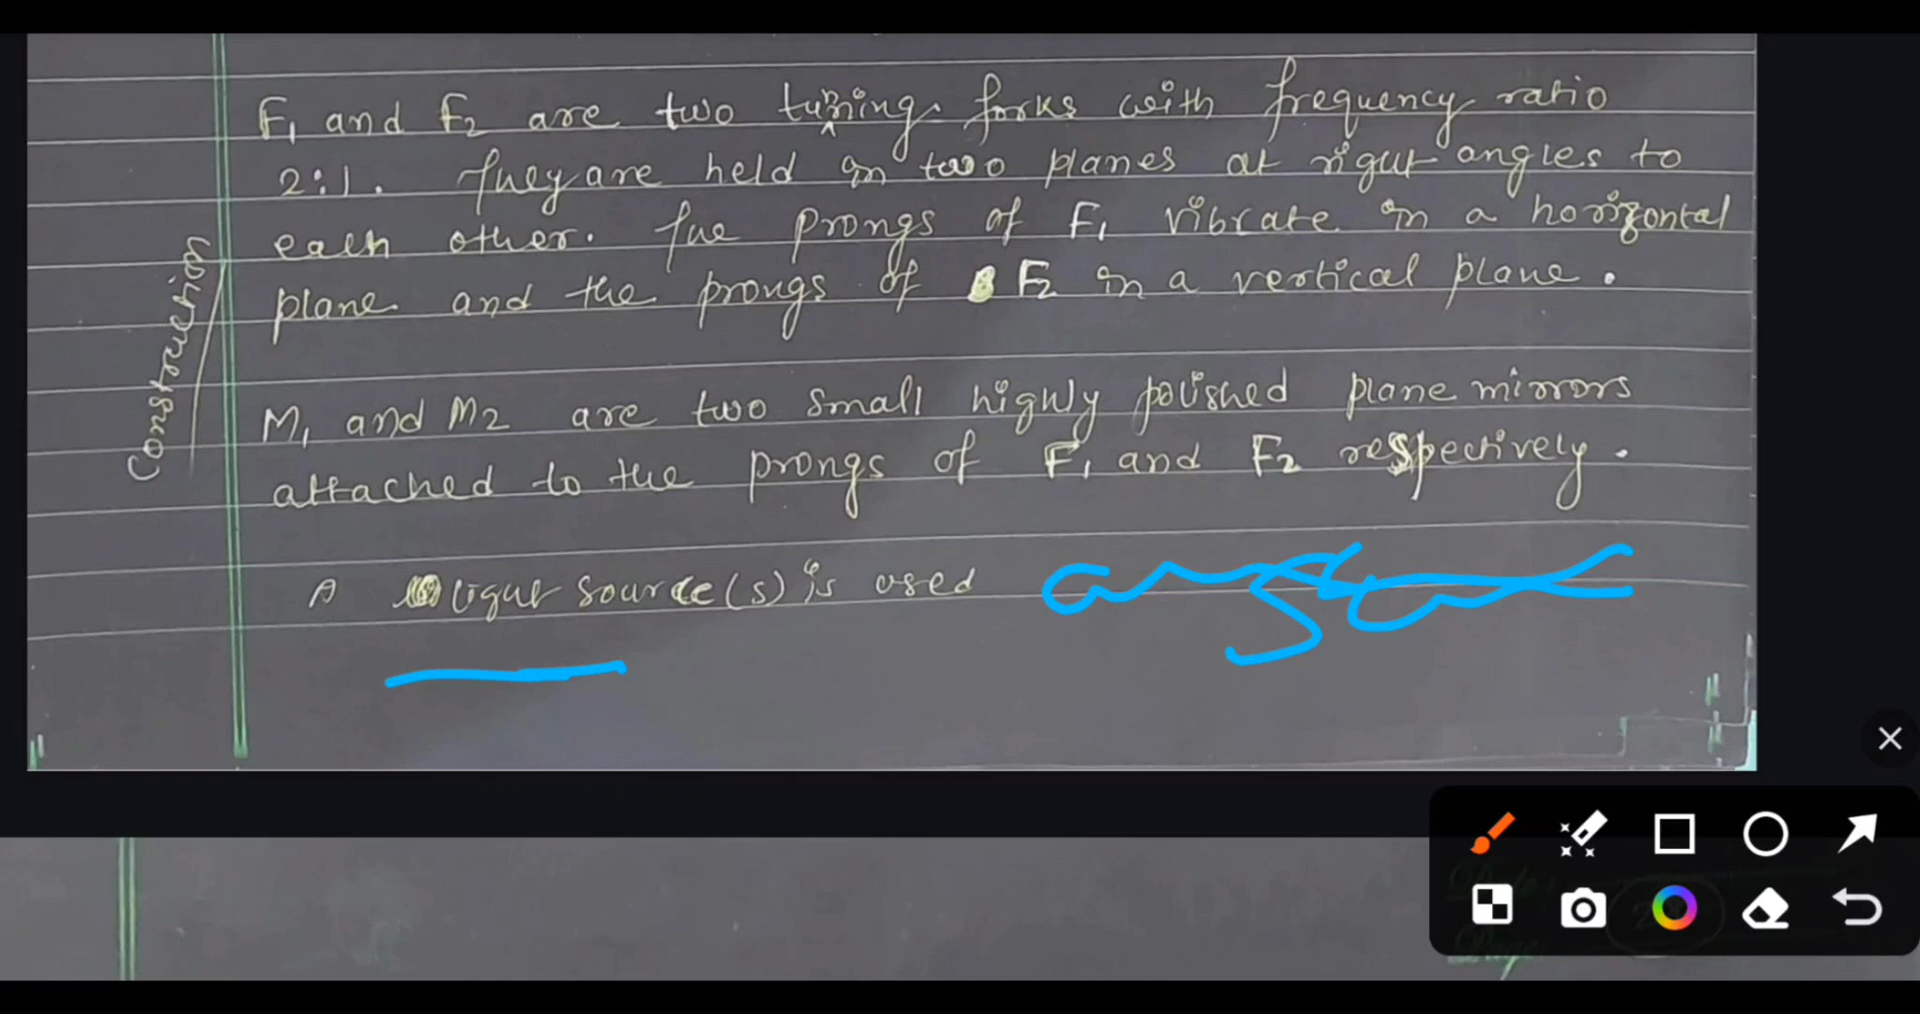 F1 and F2 are two tuning forks with frequency ratio
2:1. They are held in two planes at right angles to
each other. The prongs of F1 vibrate in a horizontal
plane and the prongs of F2 in a vertical plane.
Construction
M1 and M2 are two small highly polished plane mirrors
attached to the prongs of F1 and F2 respectively.
A light source (s) is used